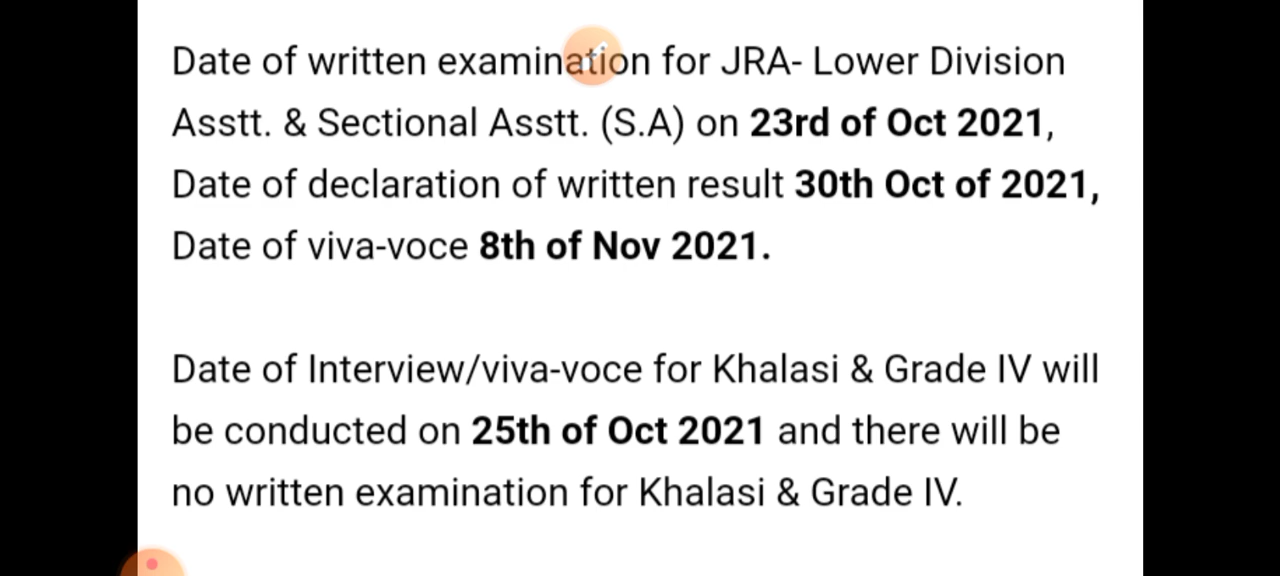 Date of written examination for JRA- Lower Division
Asstt. & Sectional Asstt. (S.A) on 23rd of Oct 2021,
Date of declaration of written result 30th Oct of 2021,
Date of viva-voce 8th of Nov 2021.
Date of Interview/viva-voce for Khalasi & Grade IV will
be conducted on 25th of Oct 2021 and there will be
no written examination for Khalasi & Grade IV.